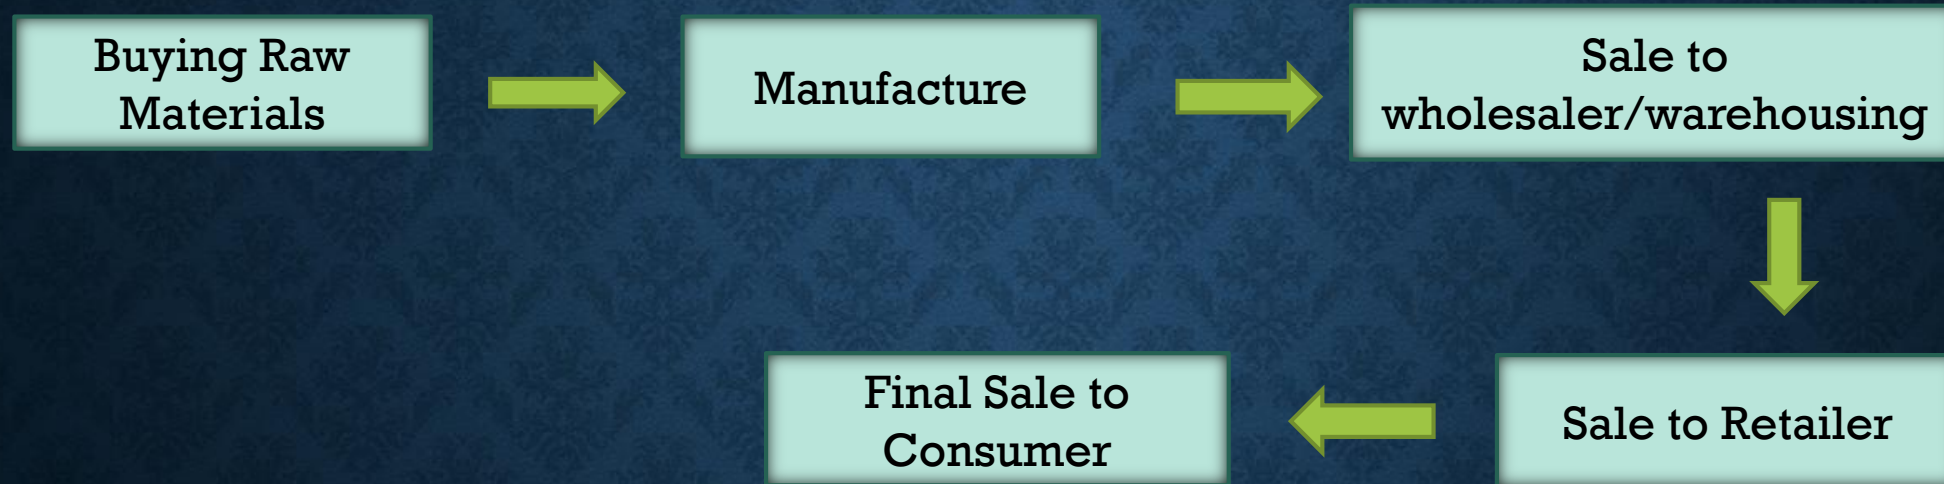 Buying Raw
Materials
Manufacture
Sale to
wholesaler/warehousing
Sale to Retailer
Final Sale to
Consumer